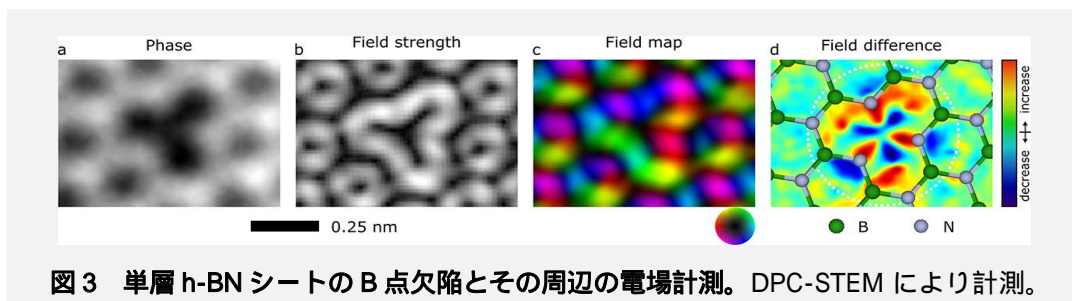 a Phase b Field strength c Field map d Field difference
decrease ↔ increase
0.25 nm B N
図3 単層 h-BN シートの B 点欠陥とその周辺の電場計測。DPC-STEM により計測。